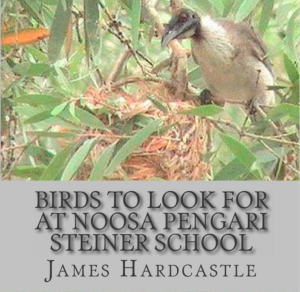 Birds to Look for
at Noosa Pengari
Steiner School
James Hardcastle